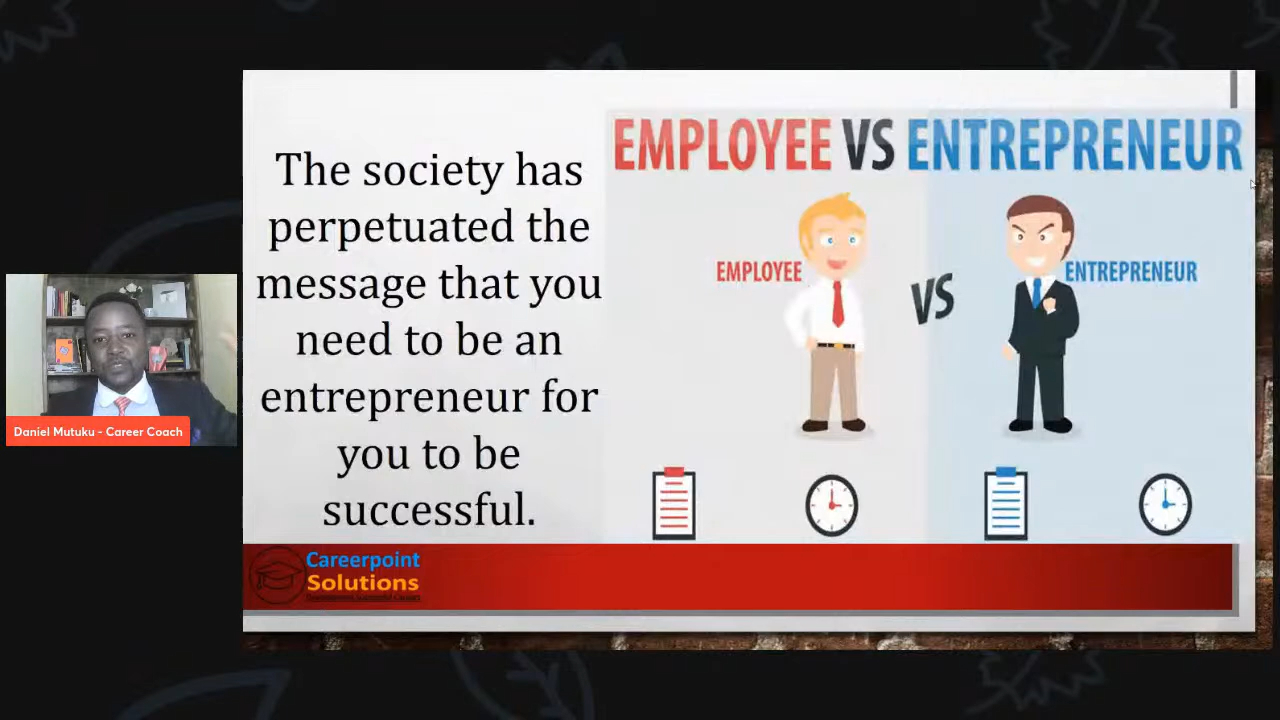 The society has
perpetuated the
message that you
need to be an
entrepreneur for
you to be
successful.
EMPLOYEE VS ENTREPRENEUR
EMPLOYEE
VS
ENTREPRENEUR
Daniel Mutuku - Career Coach
Careerpoint
Solutions